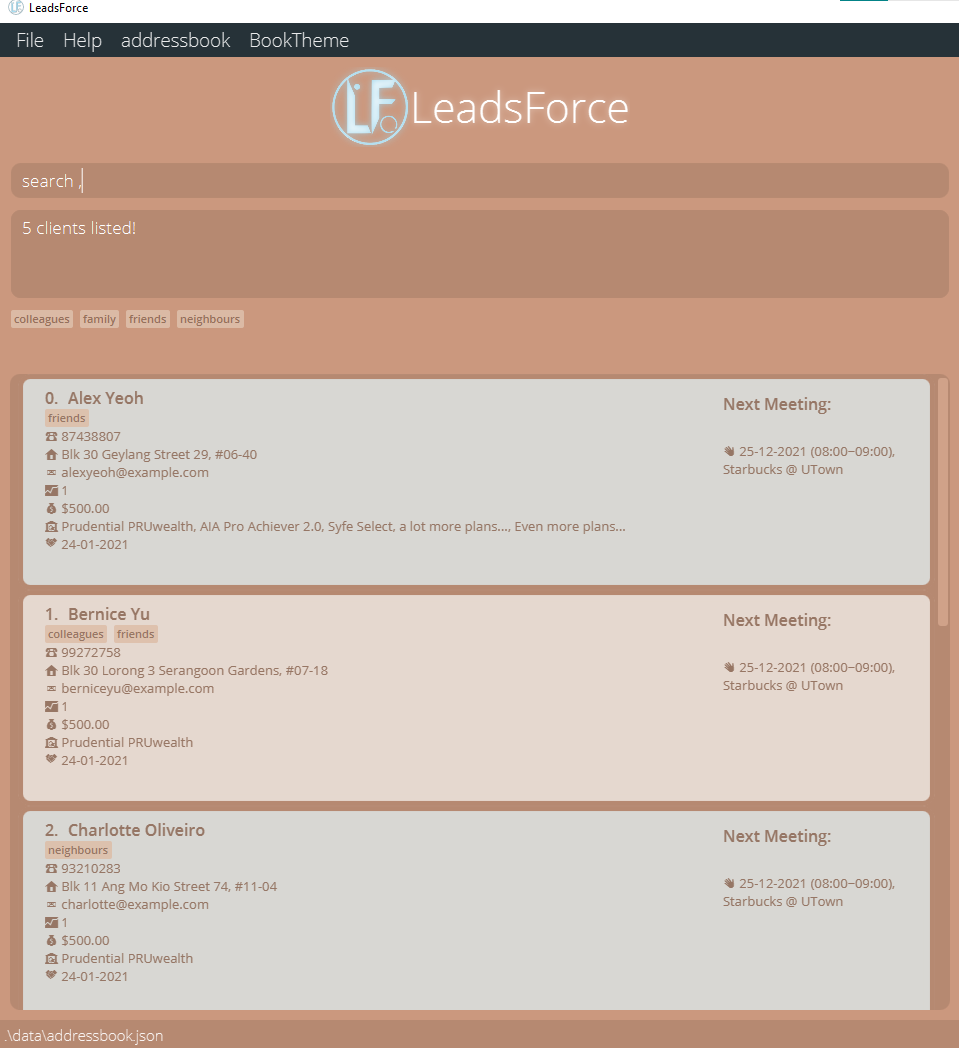 LeadsForce
File Help addressbook BookTheme
LF LeadsForce
search ,
5 clients listed!
colleagues family friends neighbours
0. Alex Yeoh
friends
87438807
Blk 30 Geylang Street 29, #06-40
alexyeoh@example.com
1
$500.00
Prudential PRUwealth, AIA Pro Achiever 2.0, Syfe Select, a lot more plans..., Even more plans...
24-01-2021
Next Meeting:
25-12-2021 (08:00~09:00),
Starbucks @ UTown
1. Bernice Yu
colleagues friends
99272758
Blk 30 Lorong 3 Serangoon Gardens, #07-18
berniceyu@example.com
1
$500.00
Prudential PRUwealth
24-01-2021
Next Meeting:
25-12-2021 (08:00~09:00),
Starbucks @ UTown
2. Charlotte Oliveiro
neighbours
93210283
Blk 11 Ang Mo Kio Street 74, #11-04
charlotte@example.com
1
$500.00
Prudential PRUwealth
24-01-2021
Next Meeting:
25-12-2021 (08:00~09:00),
Starbucks @ UTown
.\data\addressbook.json